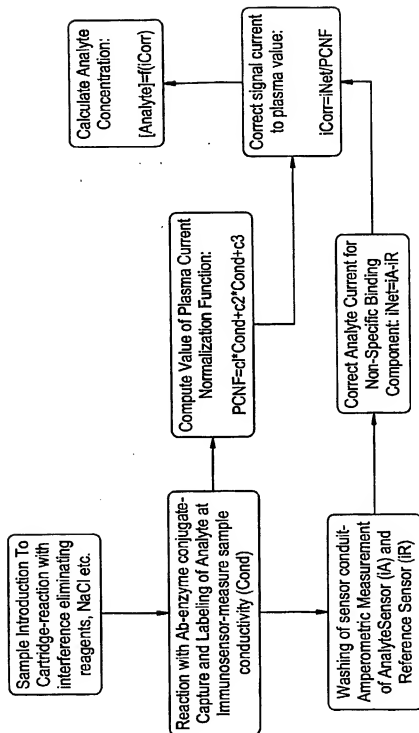 Sample Introduction To
Cartridge-reaction with
interference eliminating
reagents, NaCl etc.
Reaction with Ab-enzyme conjugate-
Capture and Labeling of Analyte at
Immunosensor-measure sample
conductivity (Cond)
Washing of sensor conduit-
Amperometric Measurement
of AnalyteSensor (iA) and
Reference Sensor (iR)
Compute Value of Plasma Current
Normalization Function:
PCNF=cl*Cond+c2*Cond+c3
Correct Analyte Current for
Non-Specific Binding
Component: iNet=iA-iR
Correct signal current
to plasma value:
iCorr=iNet/PCNF
Calculate Analyte
Concentration:
[Analyte]=f(iCorr)